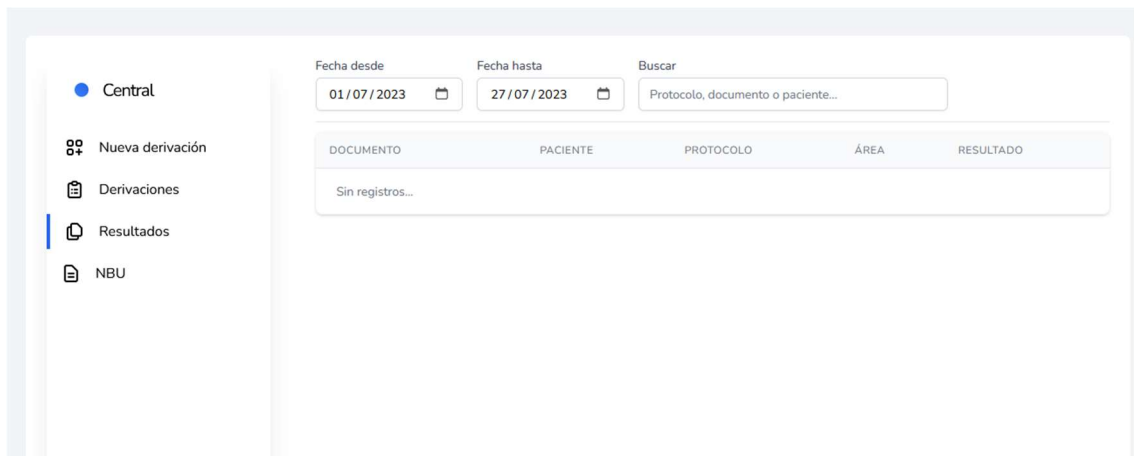 Central
Nueva derivación
Derivaciones
Resultados
NBU
Fecha desde Fecha hasta Buscar
01/07/2023 27/07/2023 Protocolo, documento o paciente...
DOCUMENTO PACIENTE PROTOCOLO ÁREA RESULTADO
Sin registros...